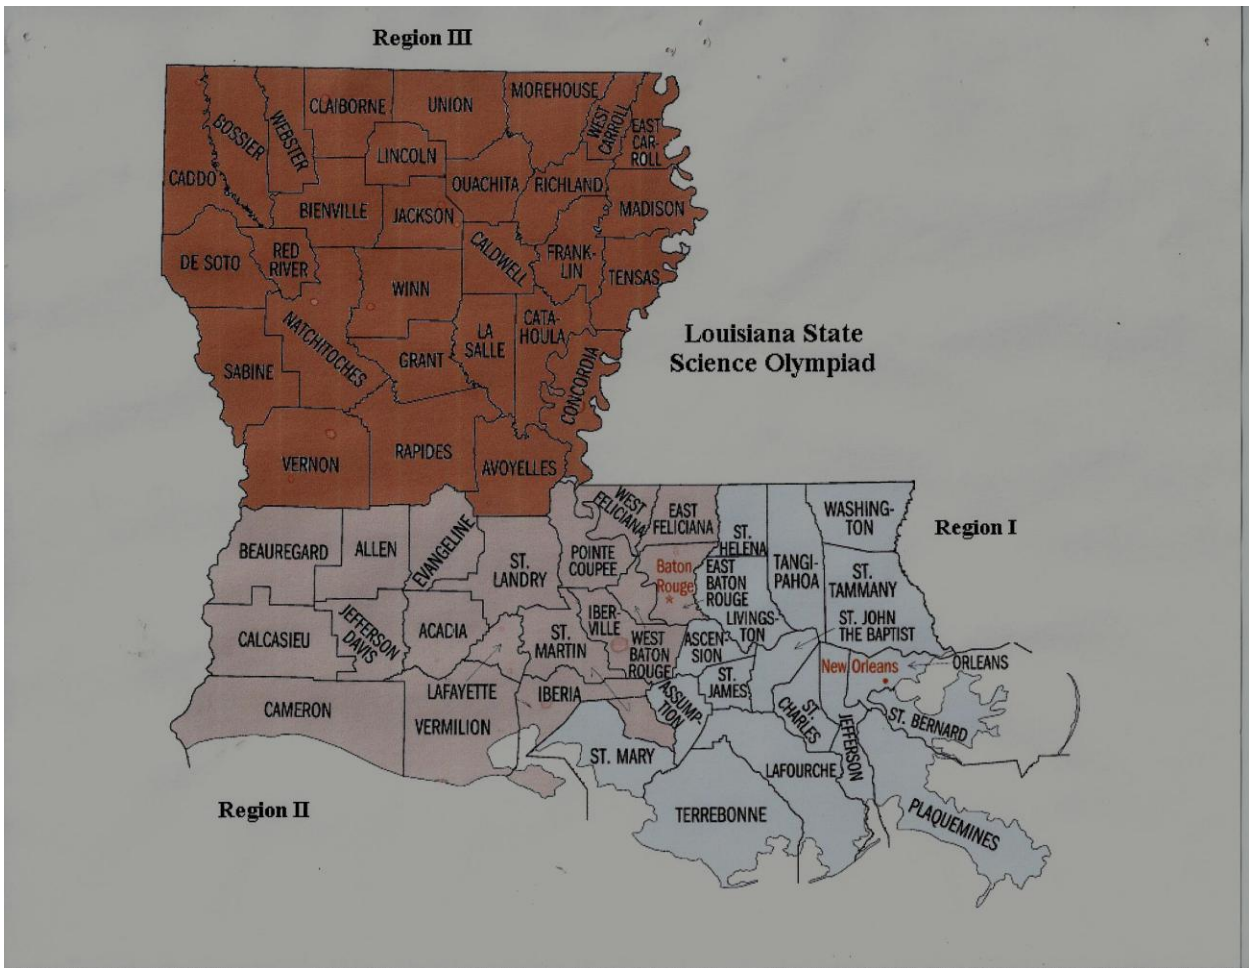 Region III
CLAIBORNE
UNION
MOREHOUSE
WEST
CARROLL
EAST
CAR-
ROLL
BOSSIER
WEBSTER
LINCOLN
CADDO
OUACHITA
RICHLAND
MADISON
BIENVILLE
JACKSON
DE SOTO
RED
RIVER
CALDWELL
FRANK-
LIN
TENSAS
WINN
NATCHITOCHES
LA
SALLE
CATA-
HOULA
GRANT
SABINE
CONCORDIA
Louisiana State
Science Olympiad
VERNON
RAPIDES
AVOYELLES
WEST
FELICIANA
EAST
FELICIANA
ST.
HELENA
WASHING-
TON
Region I
BEAUREGARD
ALLEN
EVANGELINE
ST.
LANDRY
POINTE
COUPEE
Baton
Rouge
EAST
BATON
ROUGE
TANGI-
PAHOA
ST.
TAMMANY
CALCASIEU
JEFFERSON
DAVIS
ACADIA
ST.
MARTIN
IBER-
VILLE
WEST
BATON
ROUGE
ASCEN-
SION
LIVINGS-
TON
ST. JOHN
THE BAPTIST
New Orleans
ORLEANS
CAMERON
LAFAYETTE
VERMILION
IBERIA
ASSUMP-
TION
ST.
JAMES
ST.
CHARLES
JEFFERSON
ST. BERNARD
ST. MARY
LAFOURCHE
TERREBONNE
PLAQUEMINES
Region II